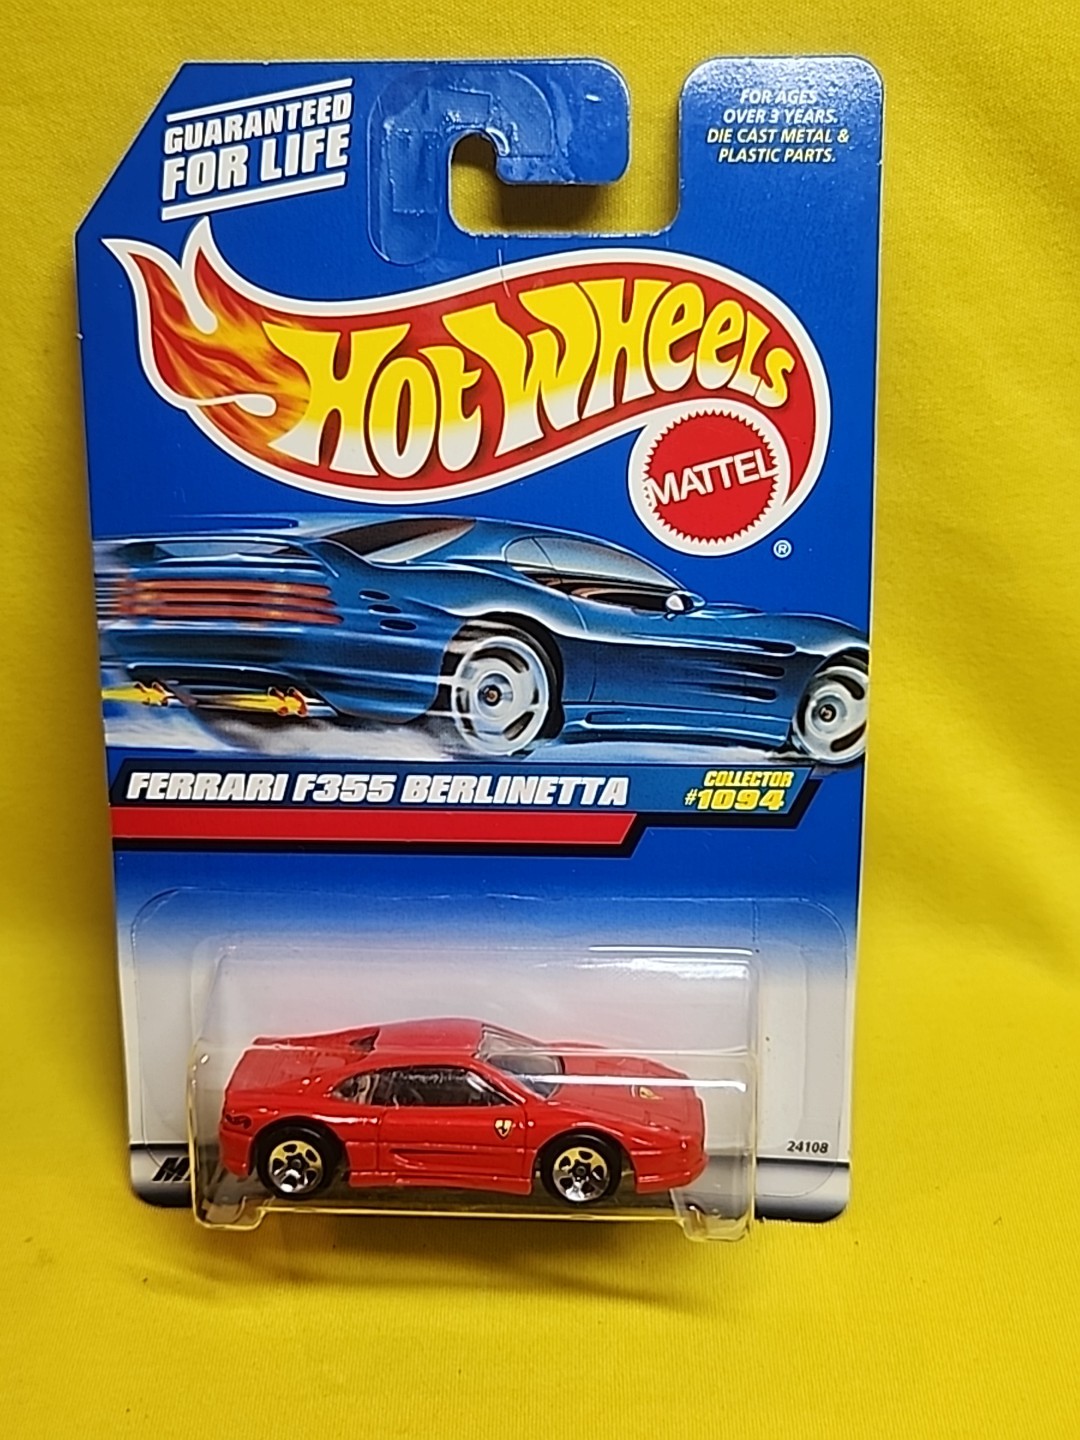 GUARANTEED
FOR LIFE
FOR AGES
OVER 3 YEARS.
DIE CAST METAL &
PLASTIC PARTS.
HOT WHEELS
MATTEL
®
FERRARI F355 BERLINETTA
COLLECTOR
#1094
24108